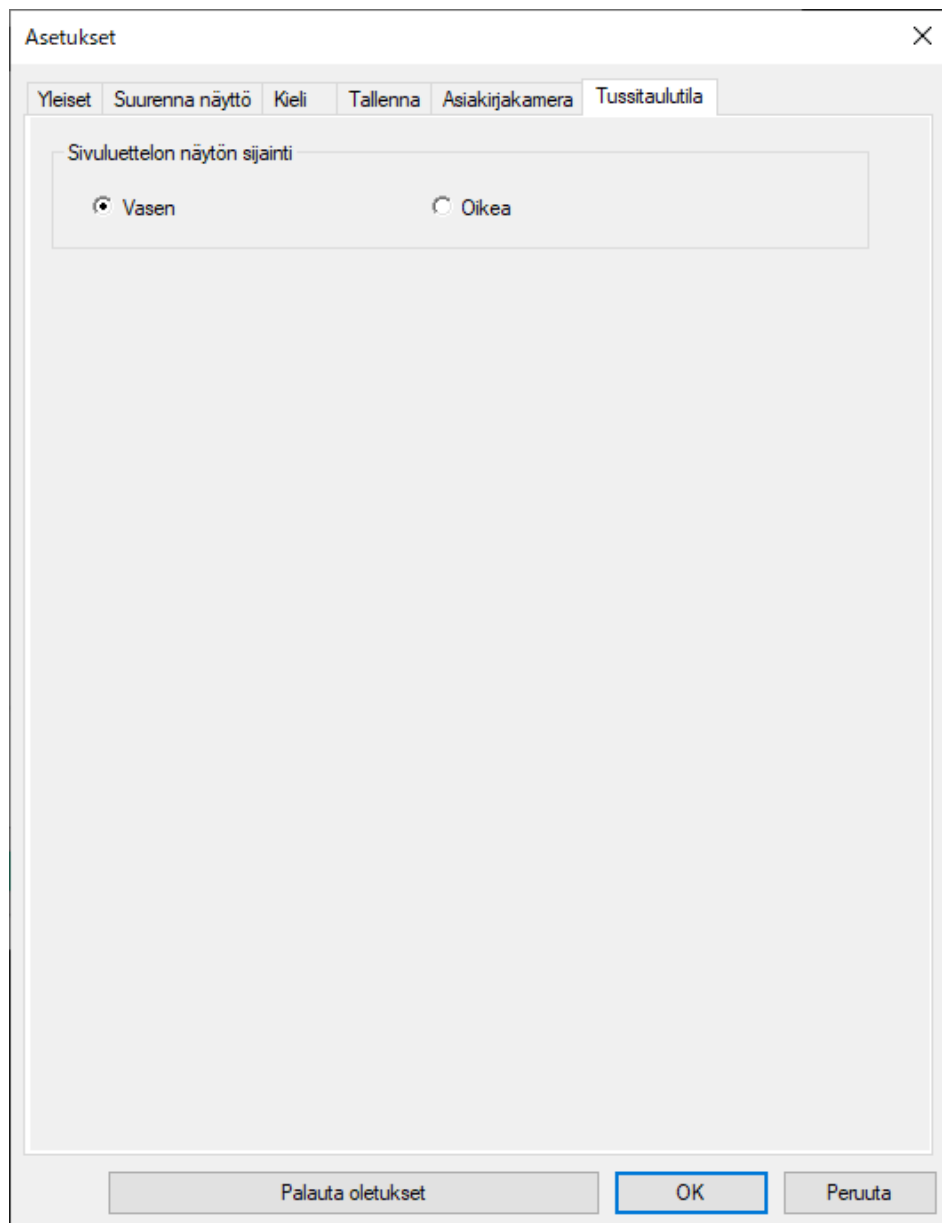 Asetukset
Yleiset Suurenna näyttö Kieli Tallenna Asiakirjakamera Tussitaulutila
Sivuluettelon näytön sijainti
Vasen Oikea
Palauta oletukset OK Peruuta